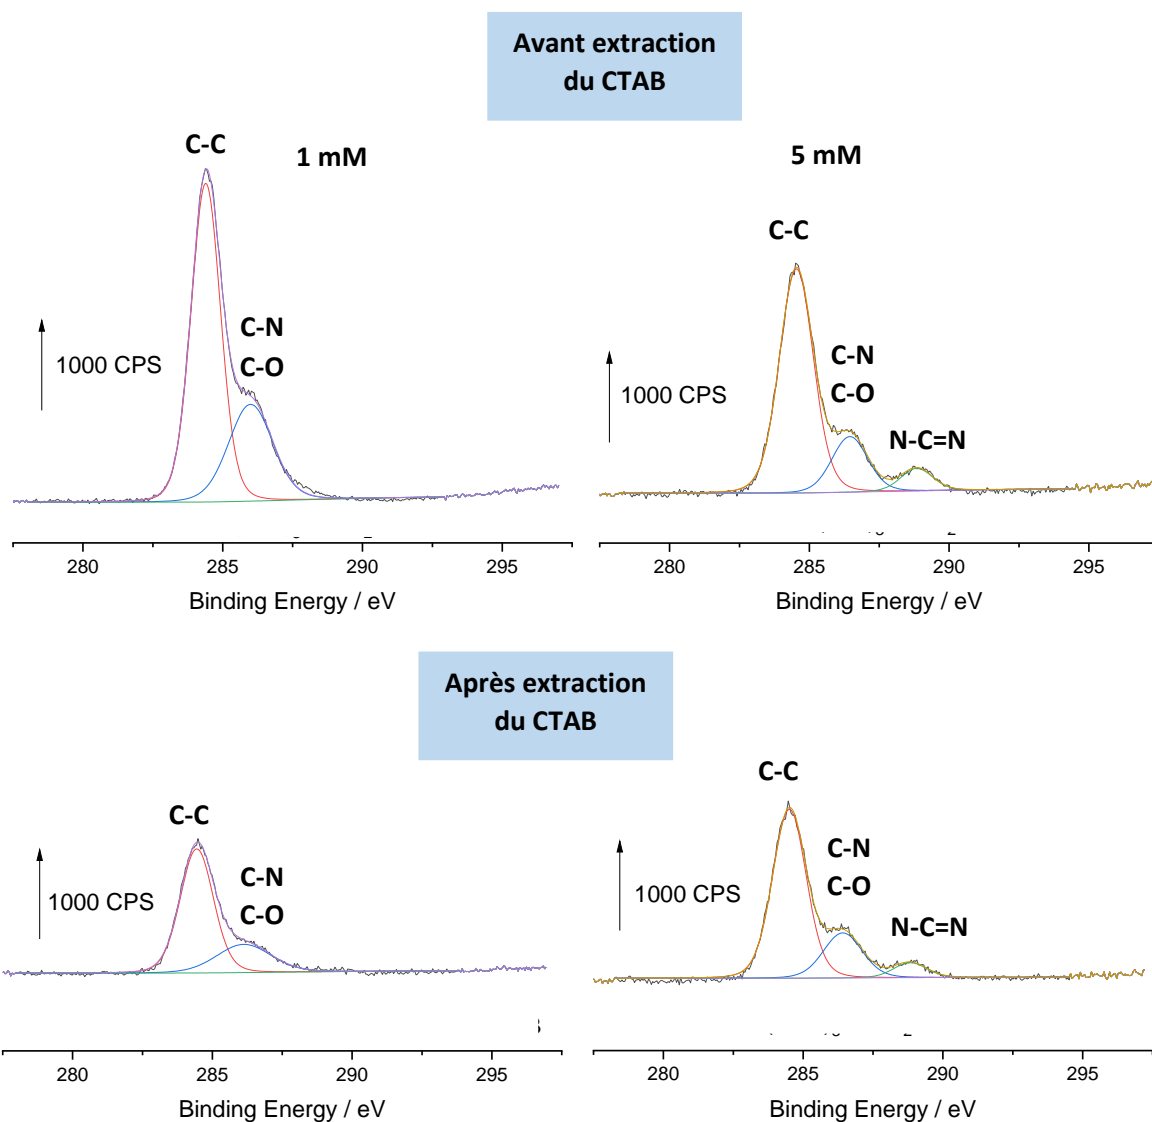 Avant extraction
du CTAB
C-C
1 mM
C-N
C-O
1000 CPS
280
285
290
295
Binding Energy / eV
5 mM
C-C
C-N
C-O
N-C=N
1000 CPS
280
285
290
295
Binding Energy / eV
Après extraction
du CTAB
C-C
C-N
C-O
1000 CPS
280
285
290
295
Binding Energy / eV
C-C
C-N
C-O
N-C=N
1000 CPS
280
285
290
295
Binding Energy / eV